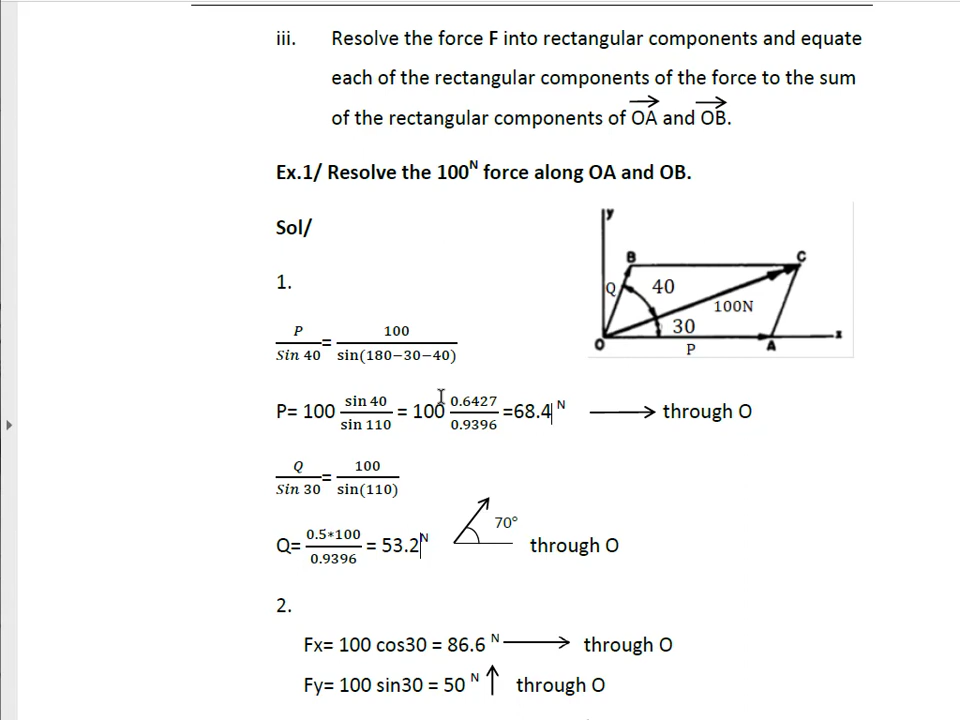 iii. Resolve the force F into rectangular components and equate
each of the rectangular components of the force to the sum
of the rectangular components of OA and OB.
Ex.1/ Resolve the 100ᴺ force along OA and OB.
Sol/
y
B
C
Q
40
100N
30
O
P
A
x
1.
P/Sin 40 = 100/sin(180−30−40)
P= 100 sin 40/sin 110 = 100 0.6427/0.9396 =68.4 ᴺ ⟶ through O
Q/Sin 30 = 100/sin(110)
Q= 0.5*100/0.9396 = 53.2ᴺ 70° through O
2.
Fx= 100 cos30 = 86.6 ᴺ ⟶ through O
Fy= 100 sin30 = 50 ᴺ ↑ through O